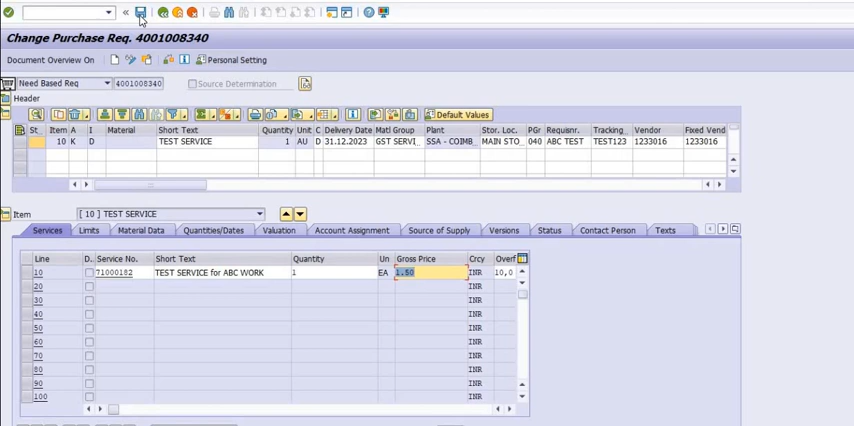 Change Purchase Req. 4001008340
Document Overview On Personal Setting
Need Based Req 4001008340 Source Determination
Header
Default Values
St.. Item A I Material Short Text Quantity Unit C Delivery Date Matl Group Plant Stor. Loc. PGr Requisnr. Tracking Vendor Fixed Vend
10 K D TEST SERVICE 1 AU D 31.12.2023 GST SERVI.. SSA - COIMB.. MAIN STO.. 040 ABC TEST TEST123 1233016 1233016
Item [ 10 ] TEST SERVICE
Services Limits Material Data Quantities/Dates Valuation Account Assignment Source of Supply Versions Status Contact Person Texts
Line D.. Service No. Short Text Quantity Un Gross Price Crcy Overf
10 71000182 TEST SERVICE for ABC WORK 1 EA 1.50 INR 10,0
20 INR
30 INR
40 INR
50 INR
60 INR
70 INR
80 INR
90 INR
100 INR